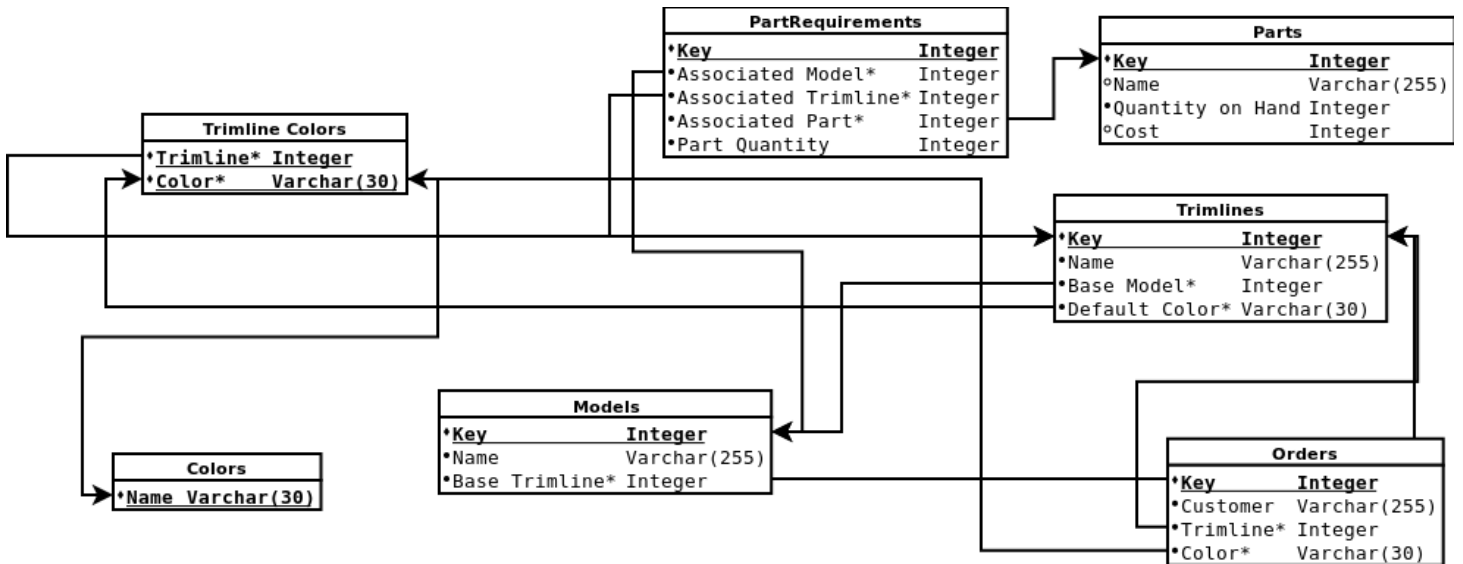 PartRequirements
Key Integer
Associated Model* Integer
Associated Trimline* Integer
Associated Part* Integer
Part Quantity Integer
Parts
Key Integer
Name Varchar(255)
Quantity on Hand Integer
Cost Integer
Trimline Colors
Trimline* Integer
Color* Varchar(30)
Trimlines
Key Integer
Name Varchar(255)
Base Model* Integer
Default Color* Varchar(30)
Models
Key Integer
Name Varchar(255)
Base Trimline* Integer
Colors
Name Varchar(30)
Orders
Key Integer
Customer Varchar(255)
Trimline* Integer
Color* Varchar(30)